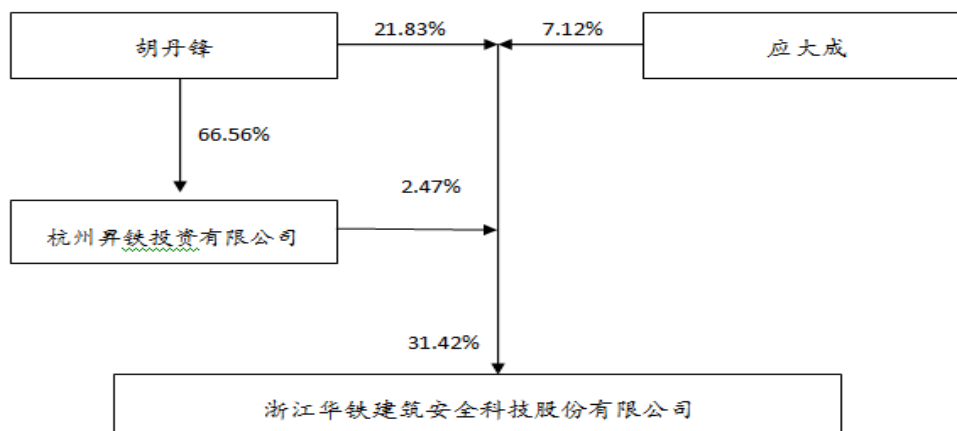 21.83%
7.12%
胡丹锋
应大成
66.56%
2.47%
杭州昇铁投资有限公司
31.42%
浙江华铁建筑安全科技股份有限公司